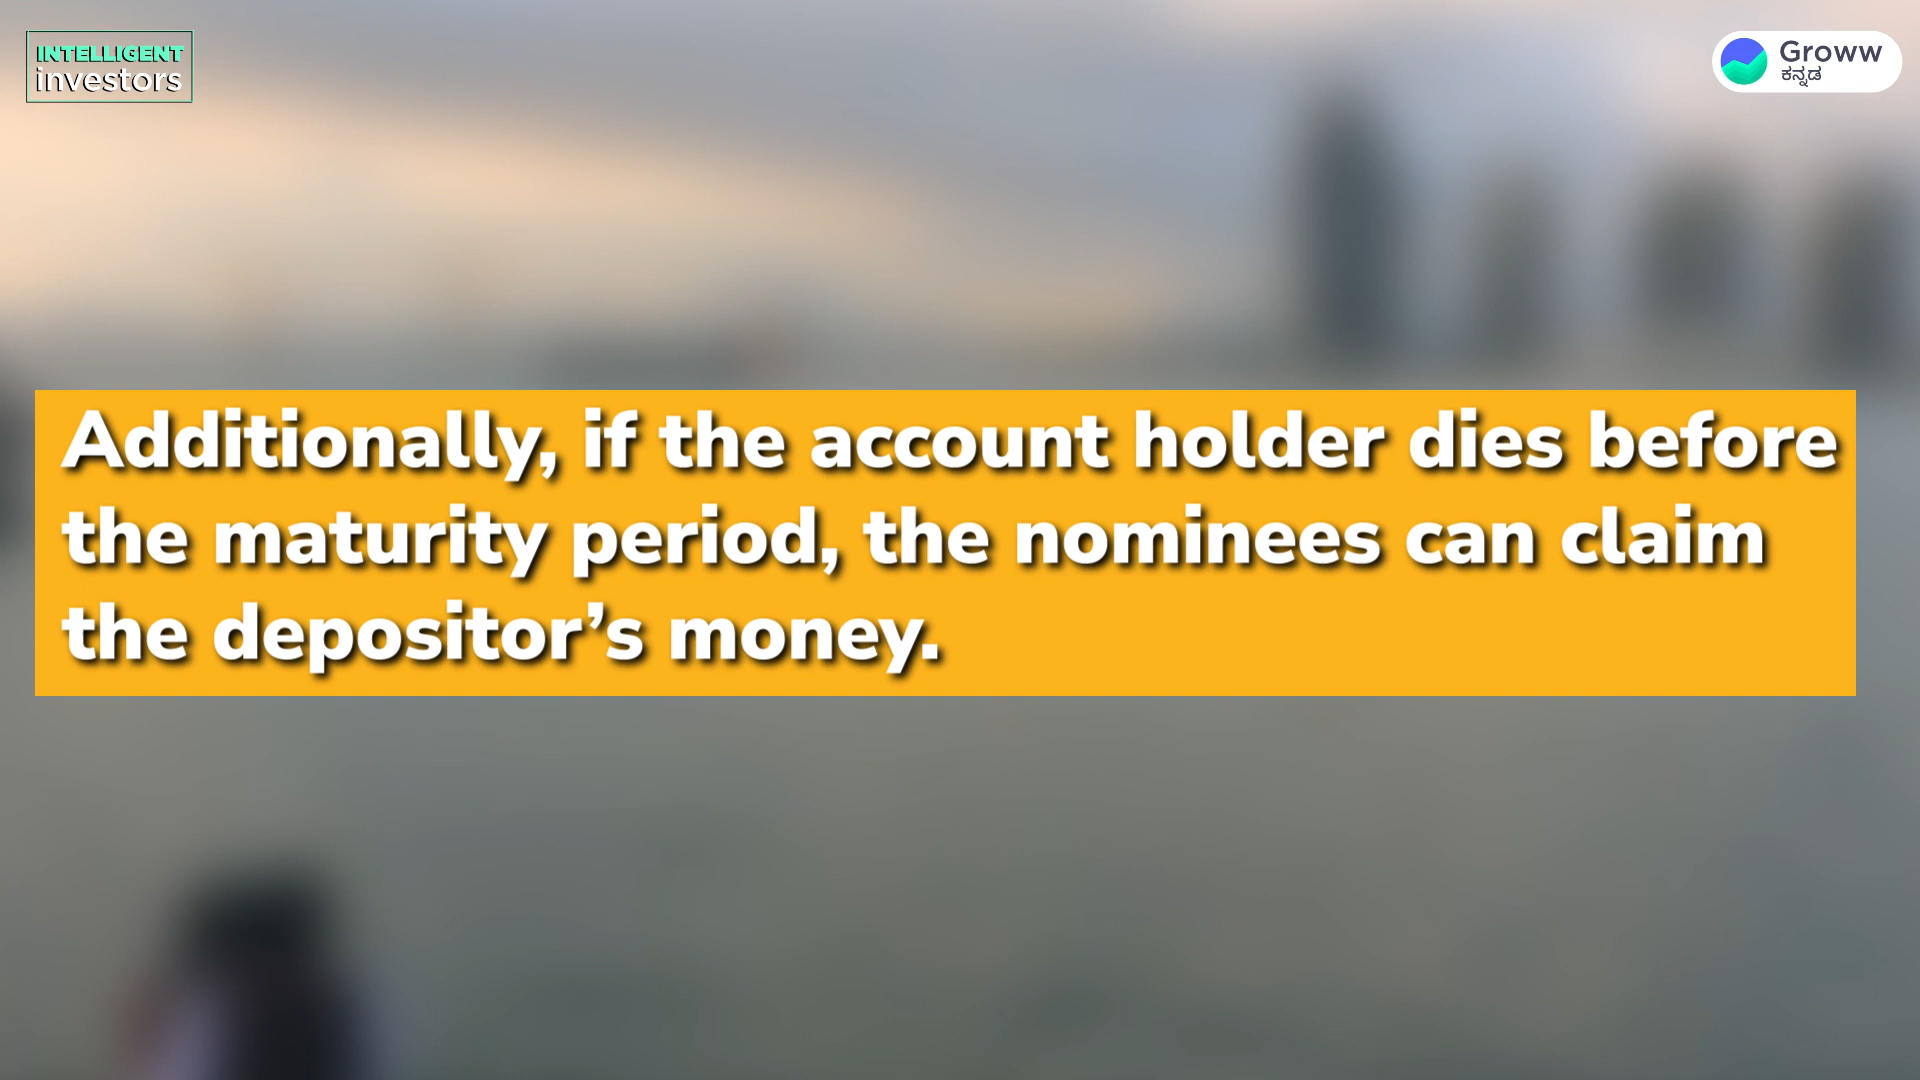 INTELLIGENT
investors
Groww
ಕನ್ನಡ
Additionally, if the account holder dies before
the maturity period, the nominees can claim
the depositor’s money.